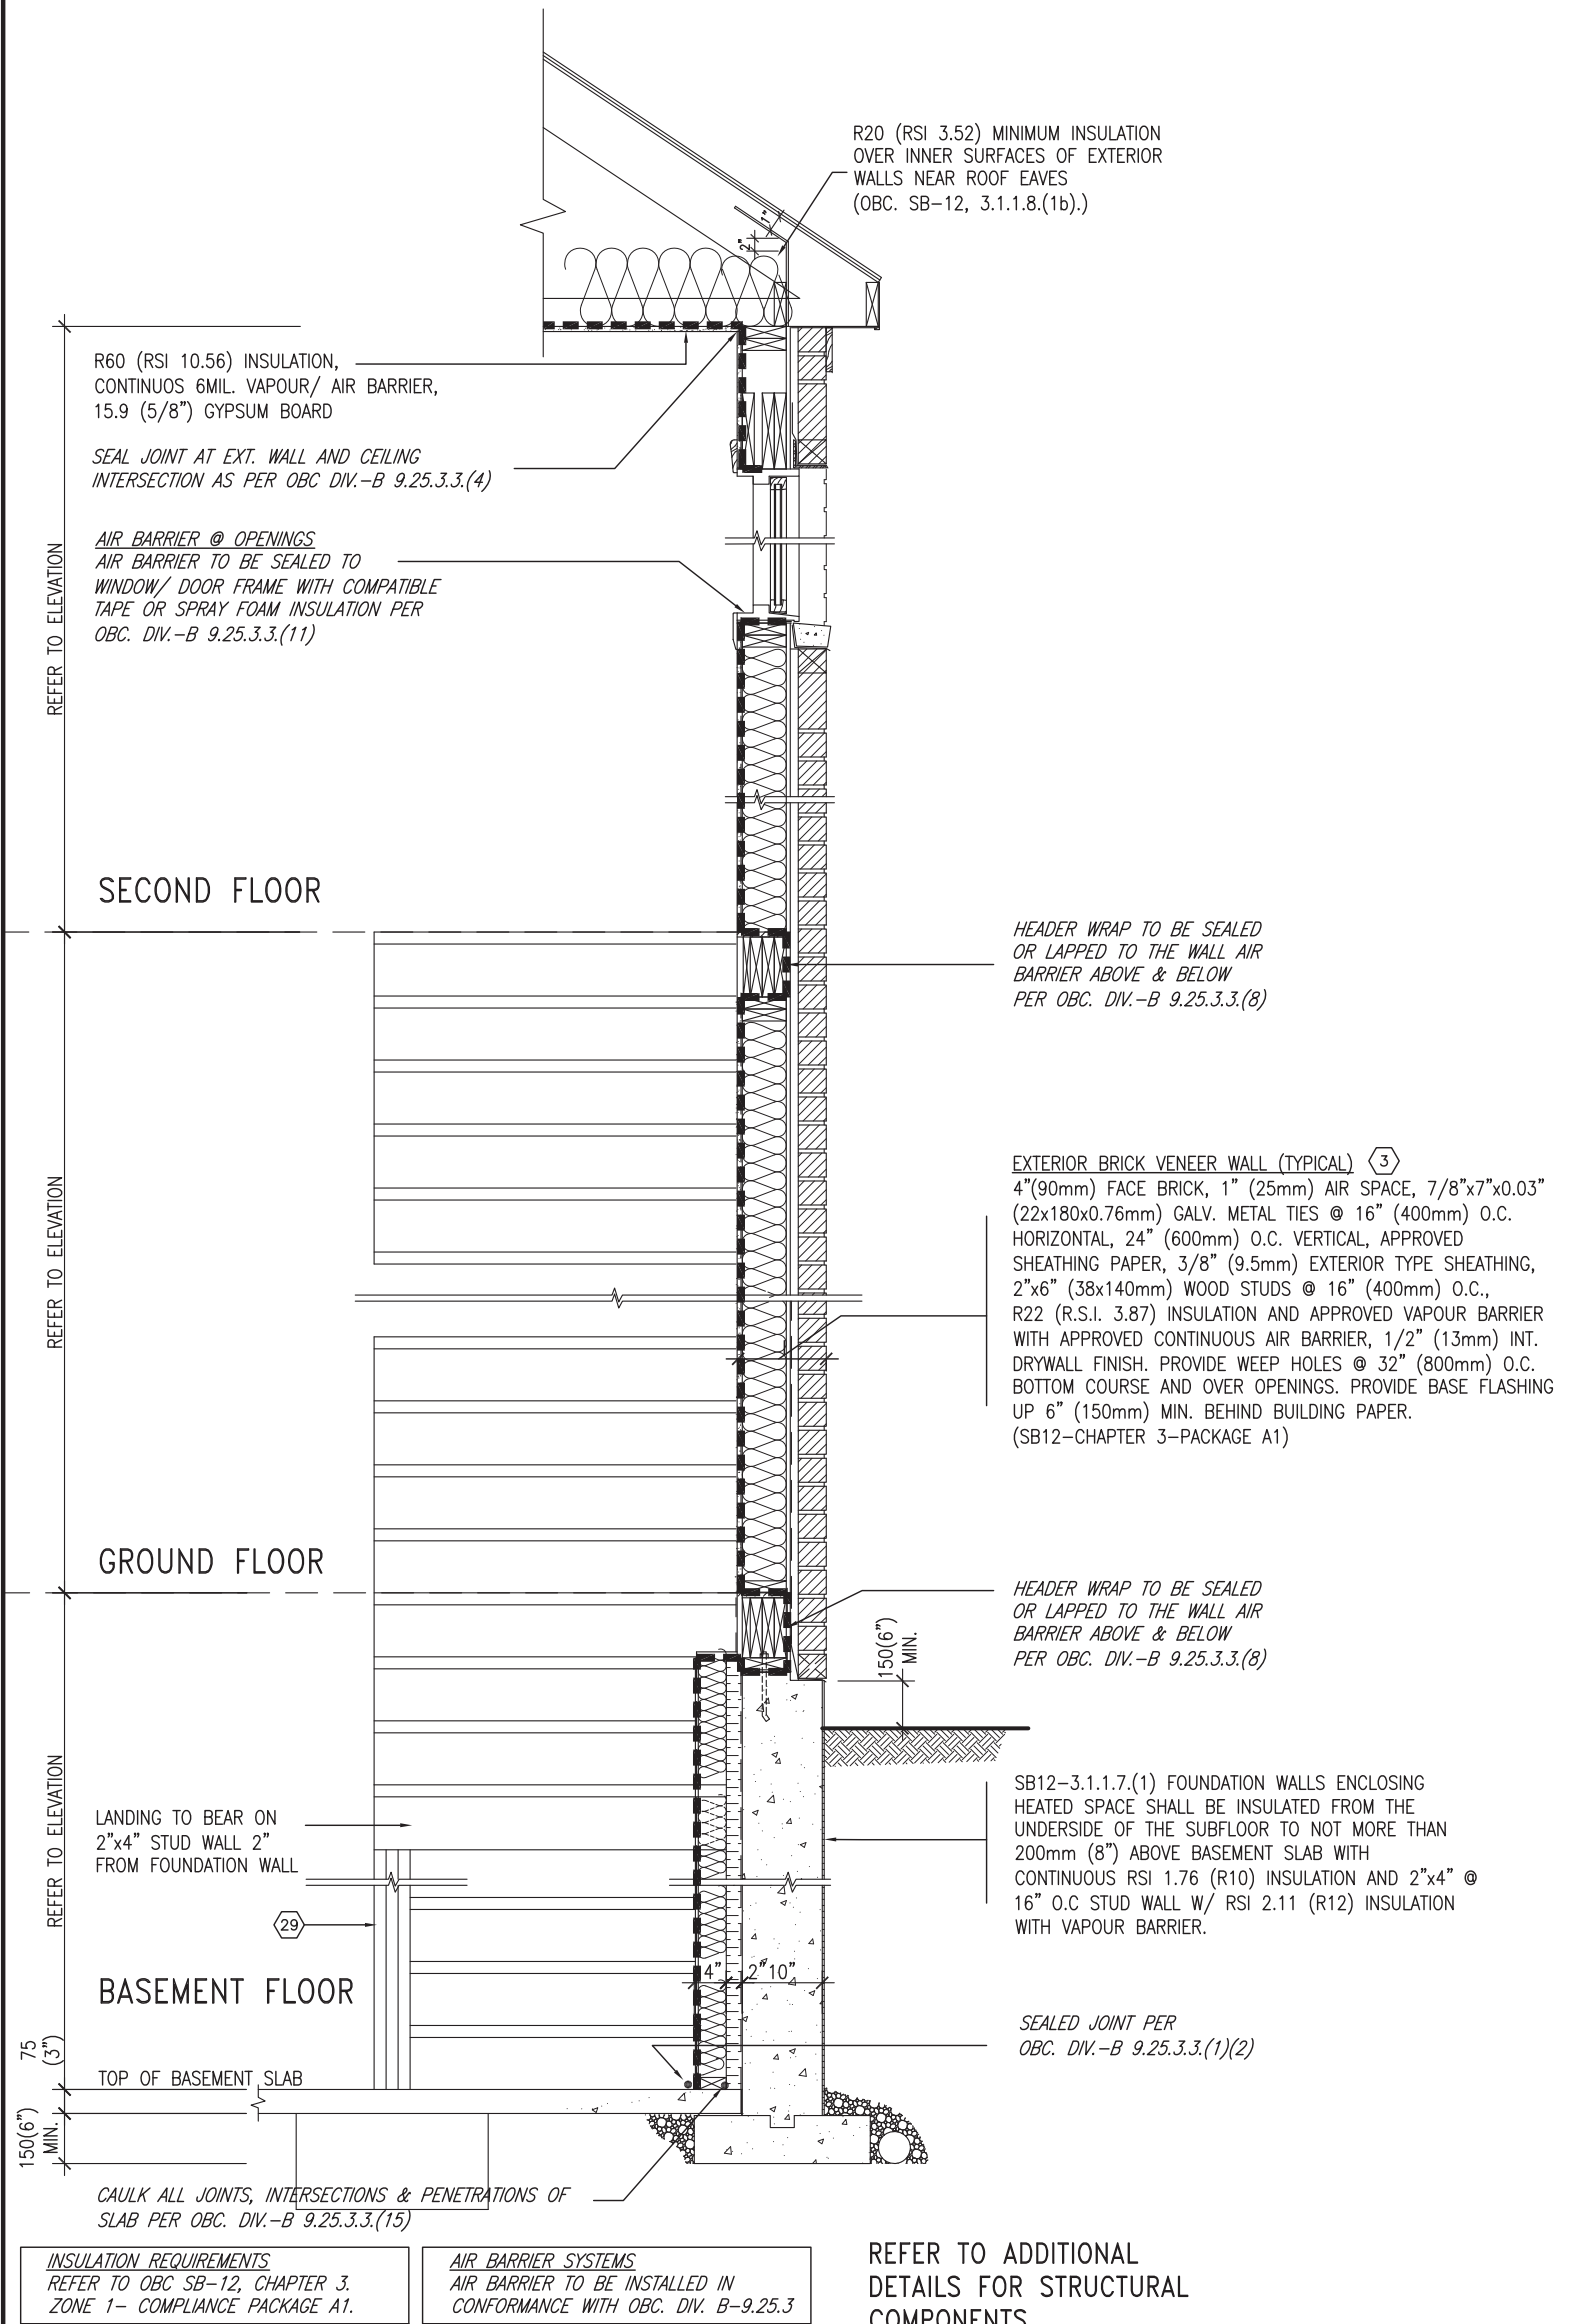 R20 (RSI 3.52) MINIMUM INSULATION
OVER INNER SURFACES OF EXTERIOR
WALLS NEAR ROOF EAVES
(OBC. SB-12, 3.1.1.8.(1b).)
1"
2"
R60 (RSI 10.56) INSULATION,
CONTINUOS 6MIL. VAPOUR/ AIR BARRIER,
15.9 (5/8") GYPSUM BOARD
SEAL JOINT AT EXT. WALL AND CEILING
INTERSECTION AS PER OBC DIV.-B 9.25.3.3.(4)
AIR BARRIER @ OPENINGS
AIR BARRIER TO BE SEALED TO
WINDOW/ DOOR FRAME WITH COMPATIBLE
TAPE OR SPRAY FOAM INSULATION PER
OBC. DIV.-B 9.25.3.3.(11)
REFER TO ELEVATION
SECOND FLOOR
HEADER WRAP TO BE SEALED
OR LAPPED TO THE WALL AIR
BARRIER ABOVE & BELOW
PER OBC. DIV.-B 9.25.3.3.(8)
REFER TO ELEVATION
EXTERIOR BRICK VENEER WALL (TYPICAL) 3
4"(90mm) FACE BRICK, 1" (25mm) AIR SPACE, 7/8"x7"x0.03"
(22x180x0.76mm) GALV. METAL TIES @ 16" (400mm) O.C.
HORIZONTAL, 24" (600mm) O.C. VERTICAL, APPROVED
SHEATHING PAPER, 3/8" (9.5mm) EXTERIOR TYPE SHEATHING,
2"x6" (38x140mm) WOOD STUDS @ 16" (400mm) O.C.,
R22 (R.S.I. 3.87) INSULATION AND APPROVED VAPOUR BARRIER
WITH APPROVED CONTINUOUS AIR BARRIER, 1/2" (13mm) INT.
DRYWALL FINISH. PROVIDE WEEP HOLES @ 32" (800mm) O.C.
BOTTOM COURSE AND OVER OPENINGS. PROVIDE BASE FLASHING
UP 6" (150mm) MIN. BEHIND BUILDING PAPER.
(SB12-CHAPTER 3-PACKAGE A1)
GROUND FLOOR
HEADER WRAP TO BE SEALED
OR LAPPED TO THE WALL AIR
BARRIER ABOVE & BELOW
PER OBC. DIV.-B 9.25.3.3.(8)
150(6")
MIN.
REFER TO ELEVATION
SB12-3.1.1.7.(1) FOUNDATION WALLS ENCLOSING
HEATED SPACE SHALL BE INSULATED FROM THE
UNDERSIDE OF THE SUBFLOOR TO NOT MORE THAN
200mm (8") ABOVE BASEMENT SLAB WITH
CONTINUOUS RSI 1.76 (R10) INSULATION AND 2"x4" @
16" O.C STUD WALL W/ RSI 2.11 (R12) INSULATION
WITH VAPOUR BARRIER.
LANDING TO BEAR ON
2"x4" STUD WALL 2"
FROM FOUNDATION WALL
29
4" 2" 10"
BASEMENT FLOOR
SEALED JOINT PER
OBC. DIV.-B 9.25.3.3.(1)(2)
75
(3")
TOP OF BASEMENT SLAB
150(6")
MIN.
CAULK ALL JOINTS, INTERSECTIONS & PENETRATIONS OF
SLAB PER OBC. DIV.-B 9.25.3.3.(15)
INSULATION REQUIREMENTS
REFER TO OBC SB-12, CHAPTER 3.
ZONE 1- COMPLIANCE PACKAGE A1.
AIR BARRIER SYSTEMS
AIR BARRIER TO BE INSTALLED IN
CONFORMANCE WITH OBC. DIV. B-9.25.3
REFER TO ADDITIONAL
DETAILS FOR STRUCTURAL
COMPONENTS